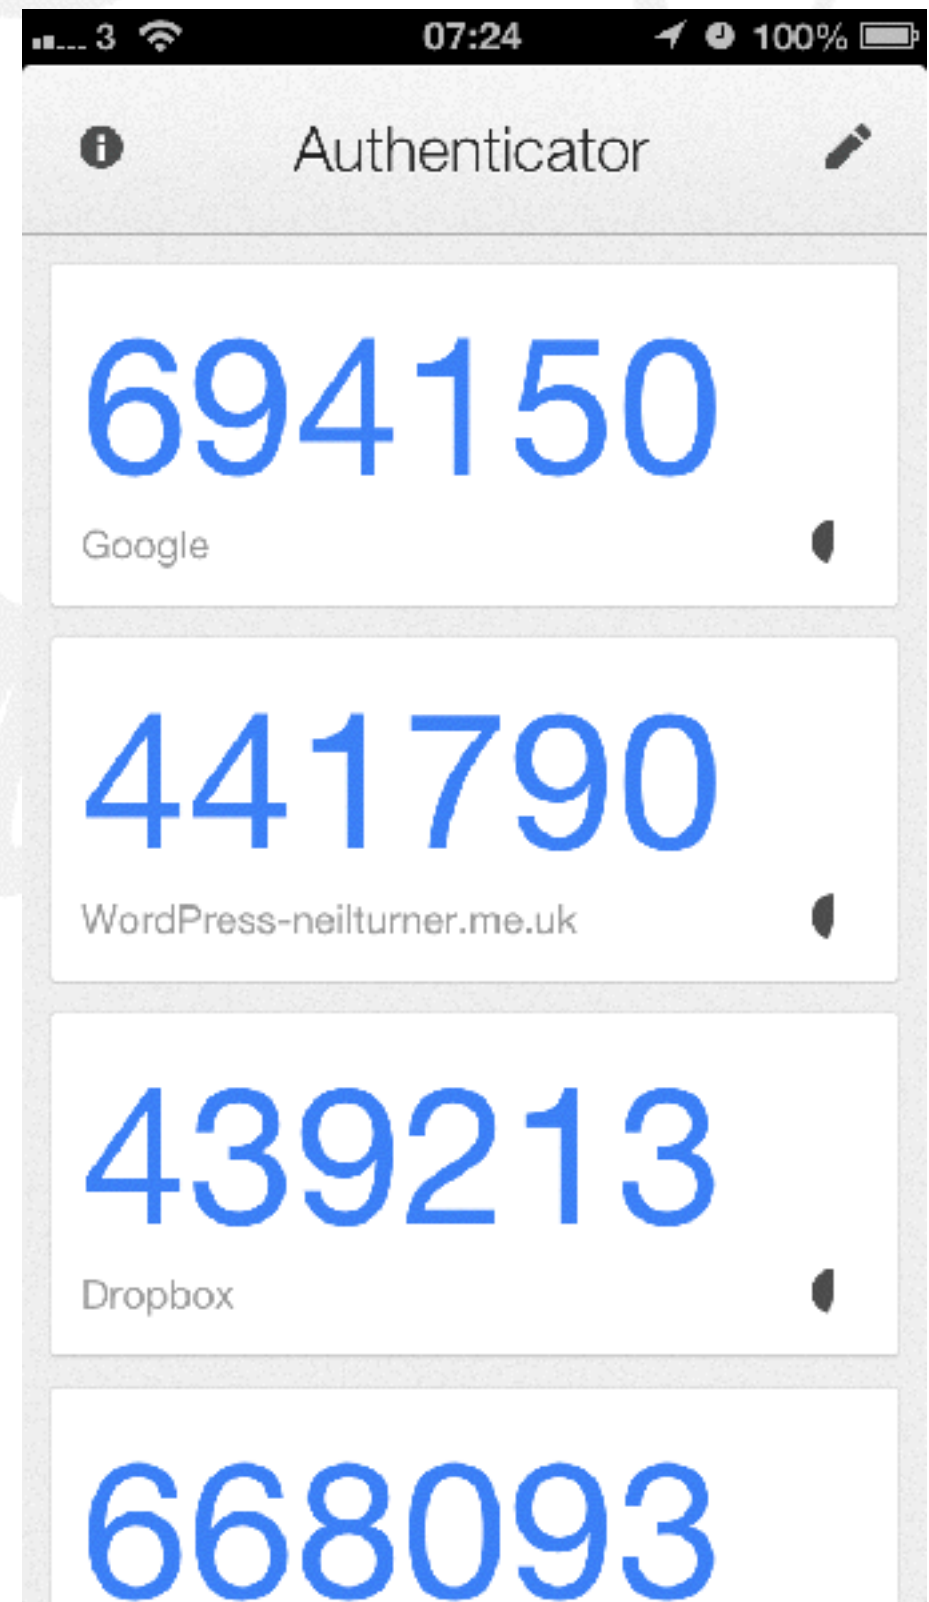 3 07:24 100%
Authenticator
694150
Google
441790
WordPress-neilturner.me.uk
439213
Dropbox
668093